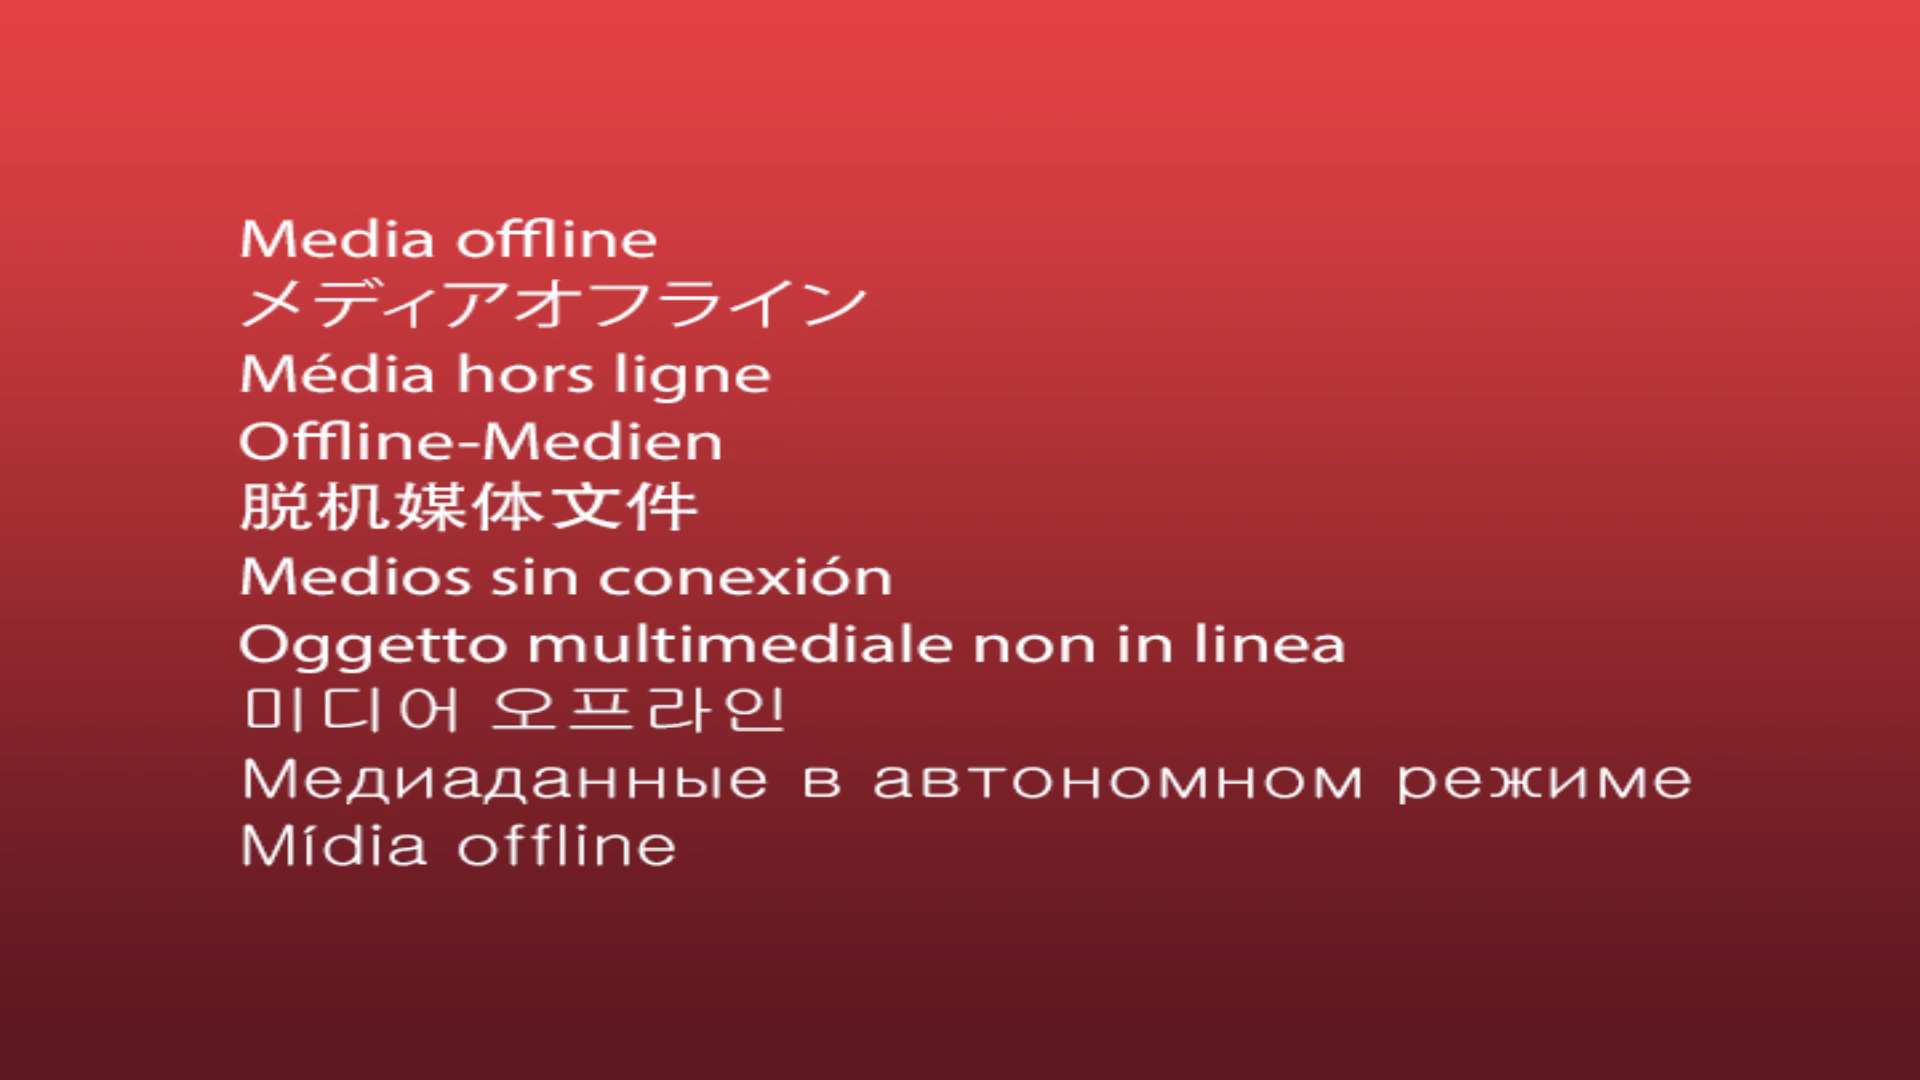 Media offline
メディアオフライン
Média hors ligne
Offline-Medien
脱机媒体文件
Medios sin conexión
Oggetto multimediale non in linea
미디어 오프라인
Медиаданные в автономном режиме
Mídia offline